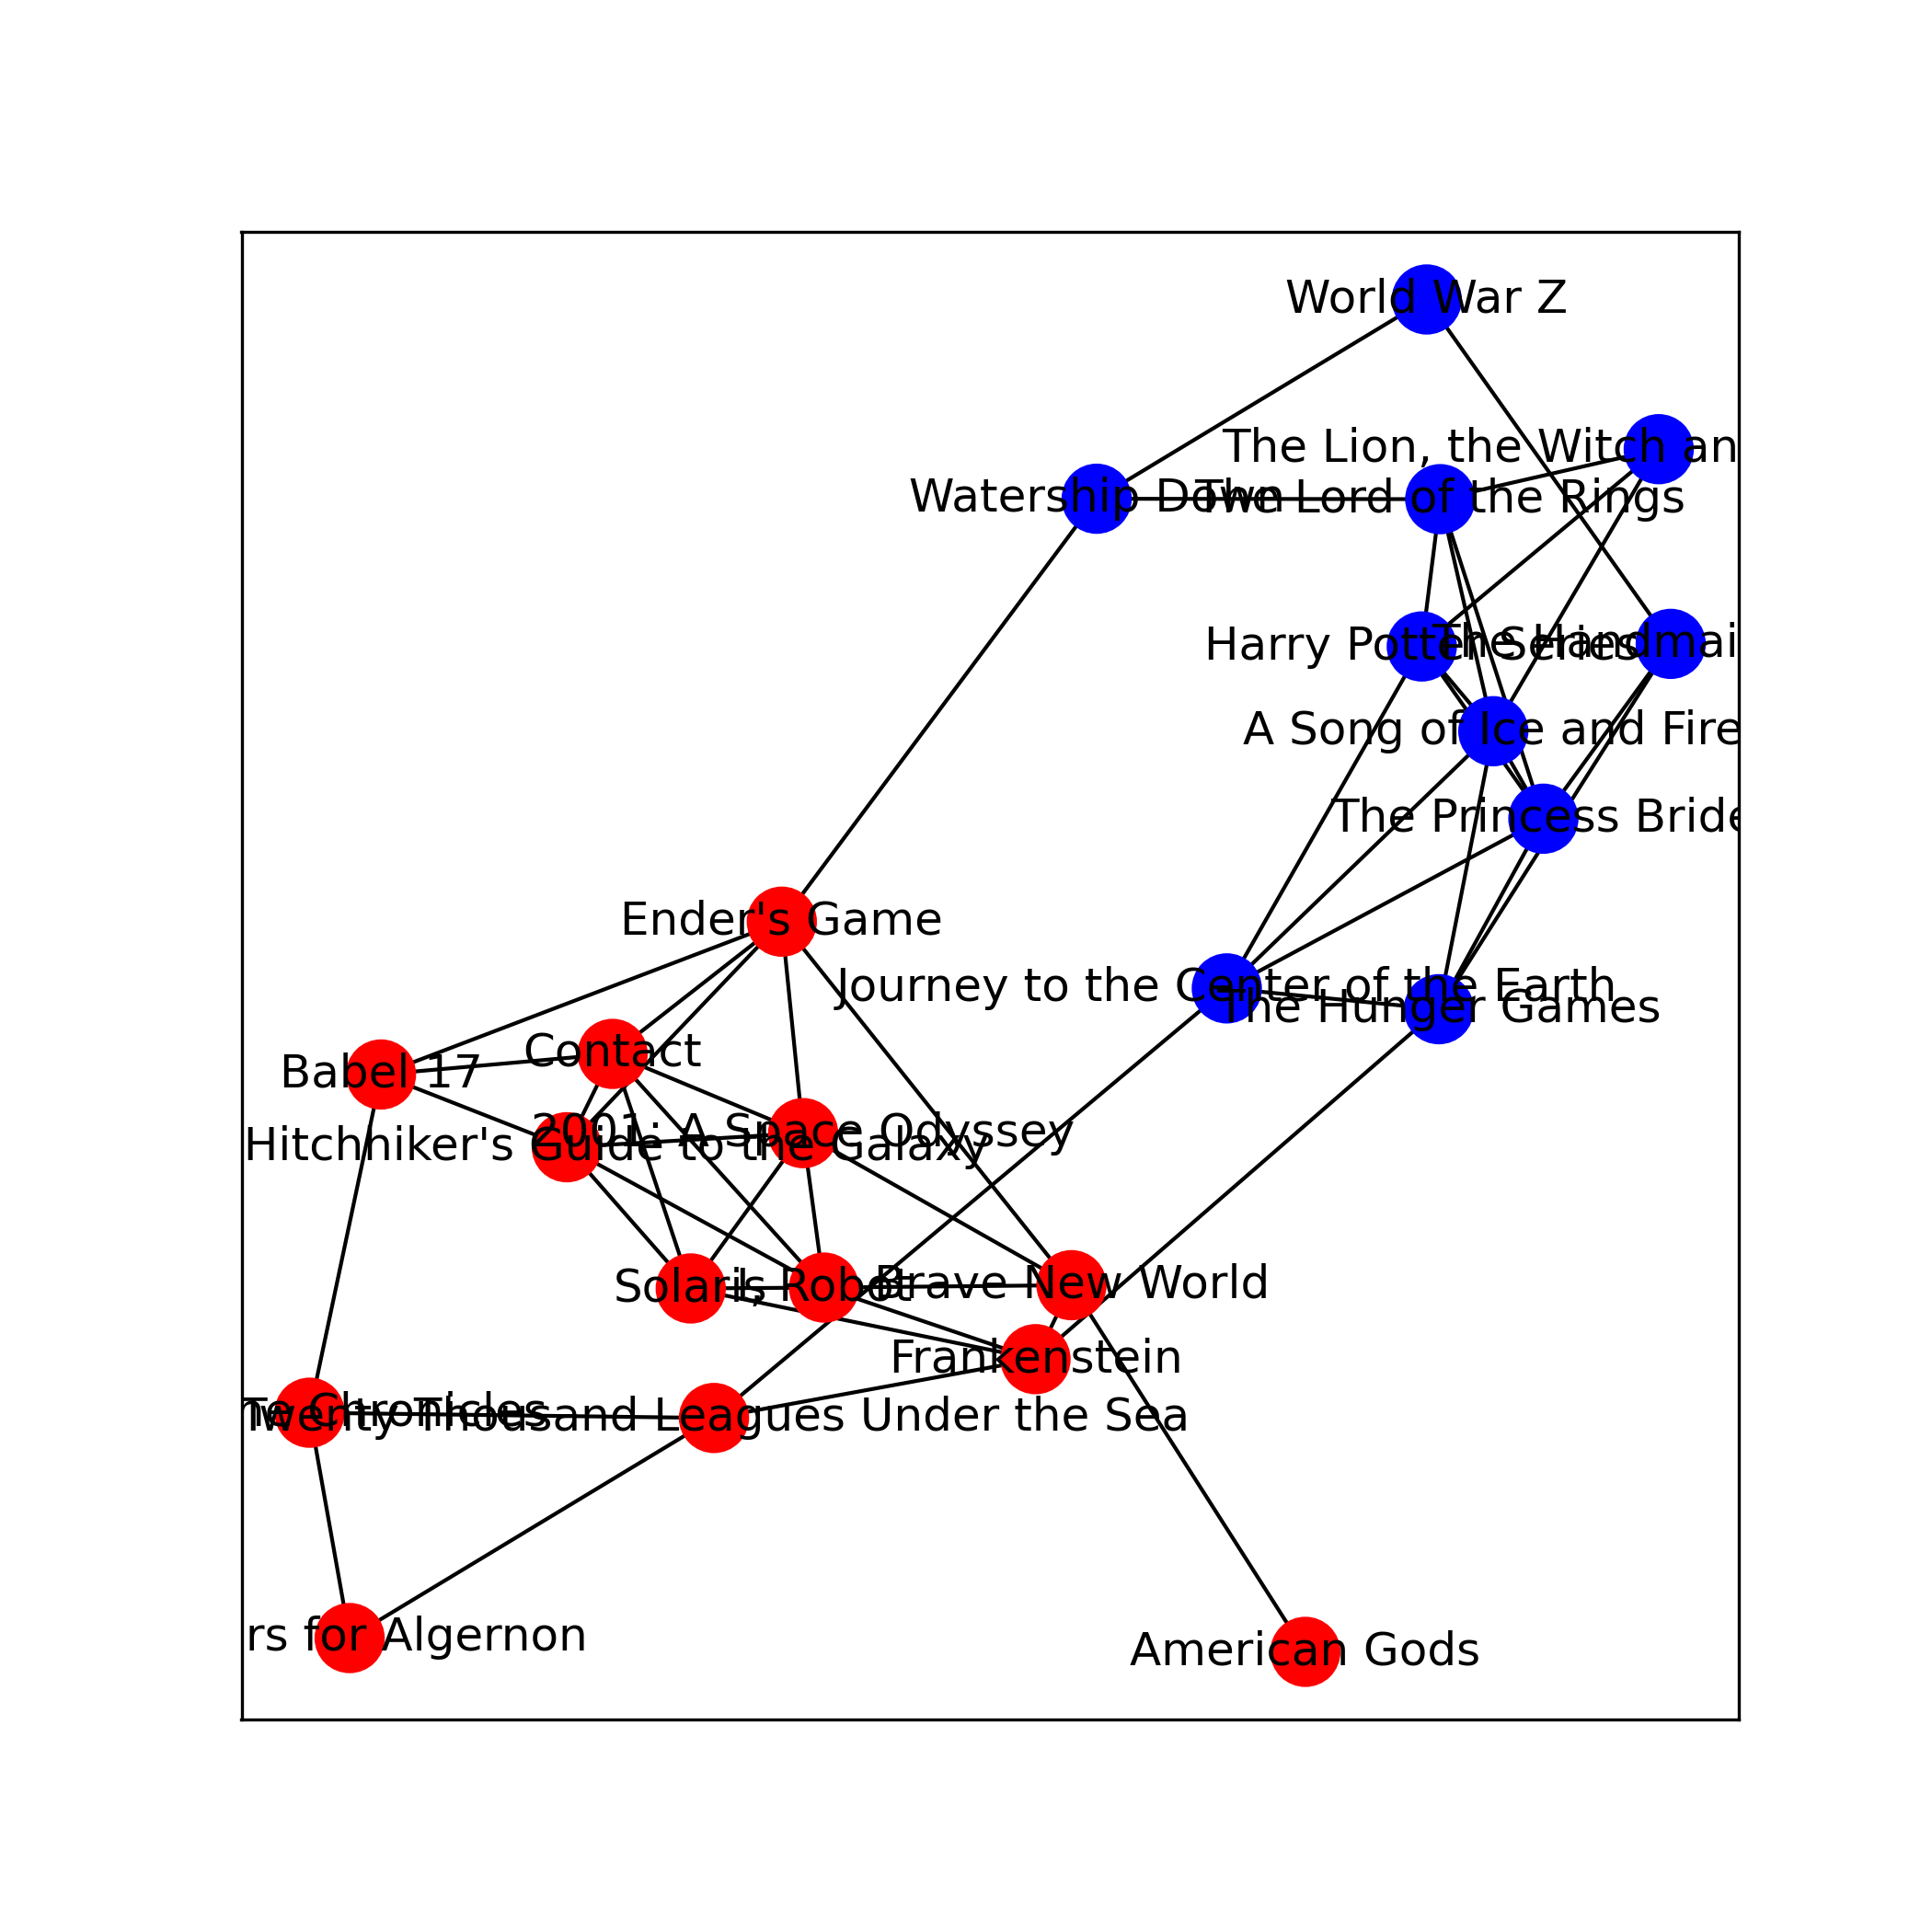 World War Z
The Lion, the Witch an
Watership Down
The Lord of the Rings
Harry Potter Series
The Handmai
A Song of Ice and Fire
The Princess Bride
Ender's Game
Journey to the Center of the Earth
The Hunger Games
Contact
Babel 17
2001: A Space Odyssey
Hitchhiker's Guide to the Galaxy
Solaris
I, Robot
Brave New World
Frankenstein
Chronicles
Twenty Thousand Leagues Under the Sea
rs for Algernon
American Gods